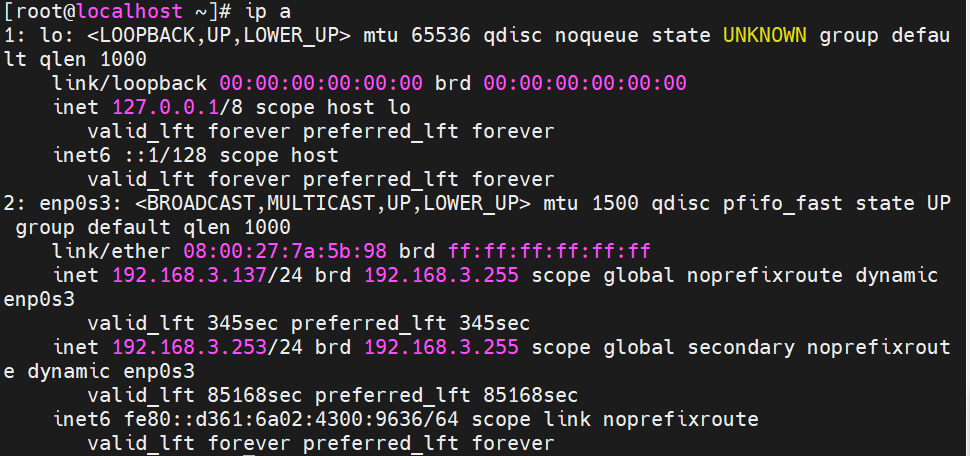 [root@localhost ~]# ip a
1: lo: <LOOPBACK,UP,LOWER_UP> mtu 65536 qdisc noqueue state UNKNOWN group defau
lt qlen 1000
    link/loopback 00:00:00:00:00:00 brd 00:00:00:00:00:00
    inet 127.0.0.1/8 scope host lo
       valid_lft forever preferred_lft forever
    inet6 ::1/128 scope host
       valid_lft forever preferred_lft forever
2: enp0s3: <BROADCAST,MULTICAST,UP,LOWER_UP> mtu 1500 qdisc pfifo_fast state UP
 group default qlen 1000
    link/ether 08:00:27:7a:5b:98 brd ff:ff:ff:ff:ff:ff
    inet 192.168.3.137/24 brd 192.168.3.255 scope global noprefixroute dynamic
enp0s3
       valid_lft 345sec preferred_lft 345sec
    inet 192.168.3.253/24 brd 192.168.3.255 scope global secondary noprefixrout
e dynamic enp0s3
       valid_lft 85168sec preferred_lft 85168sec
    inet6 fe80::d361:6a02:4300:9636/64 scope link noprefixroute
       valid_lft forever preferred_lft forever